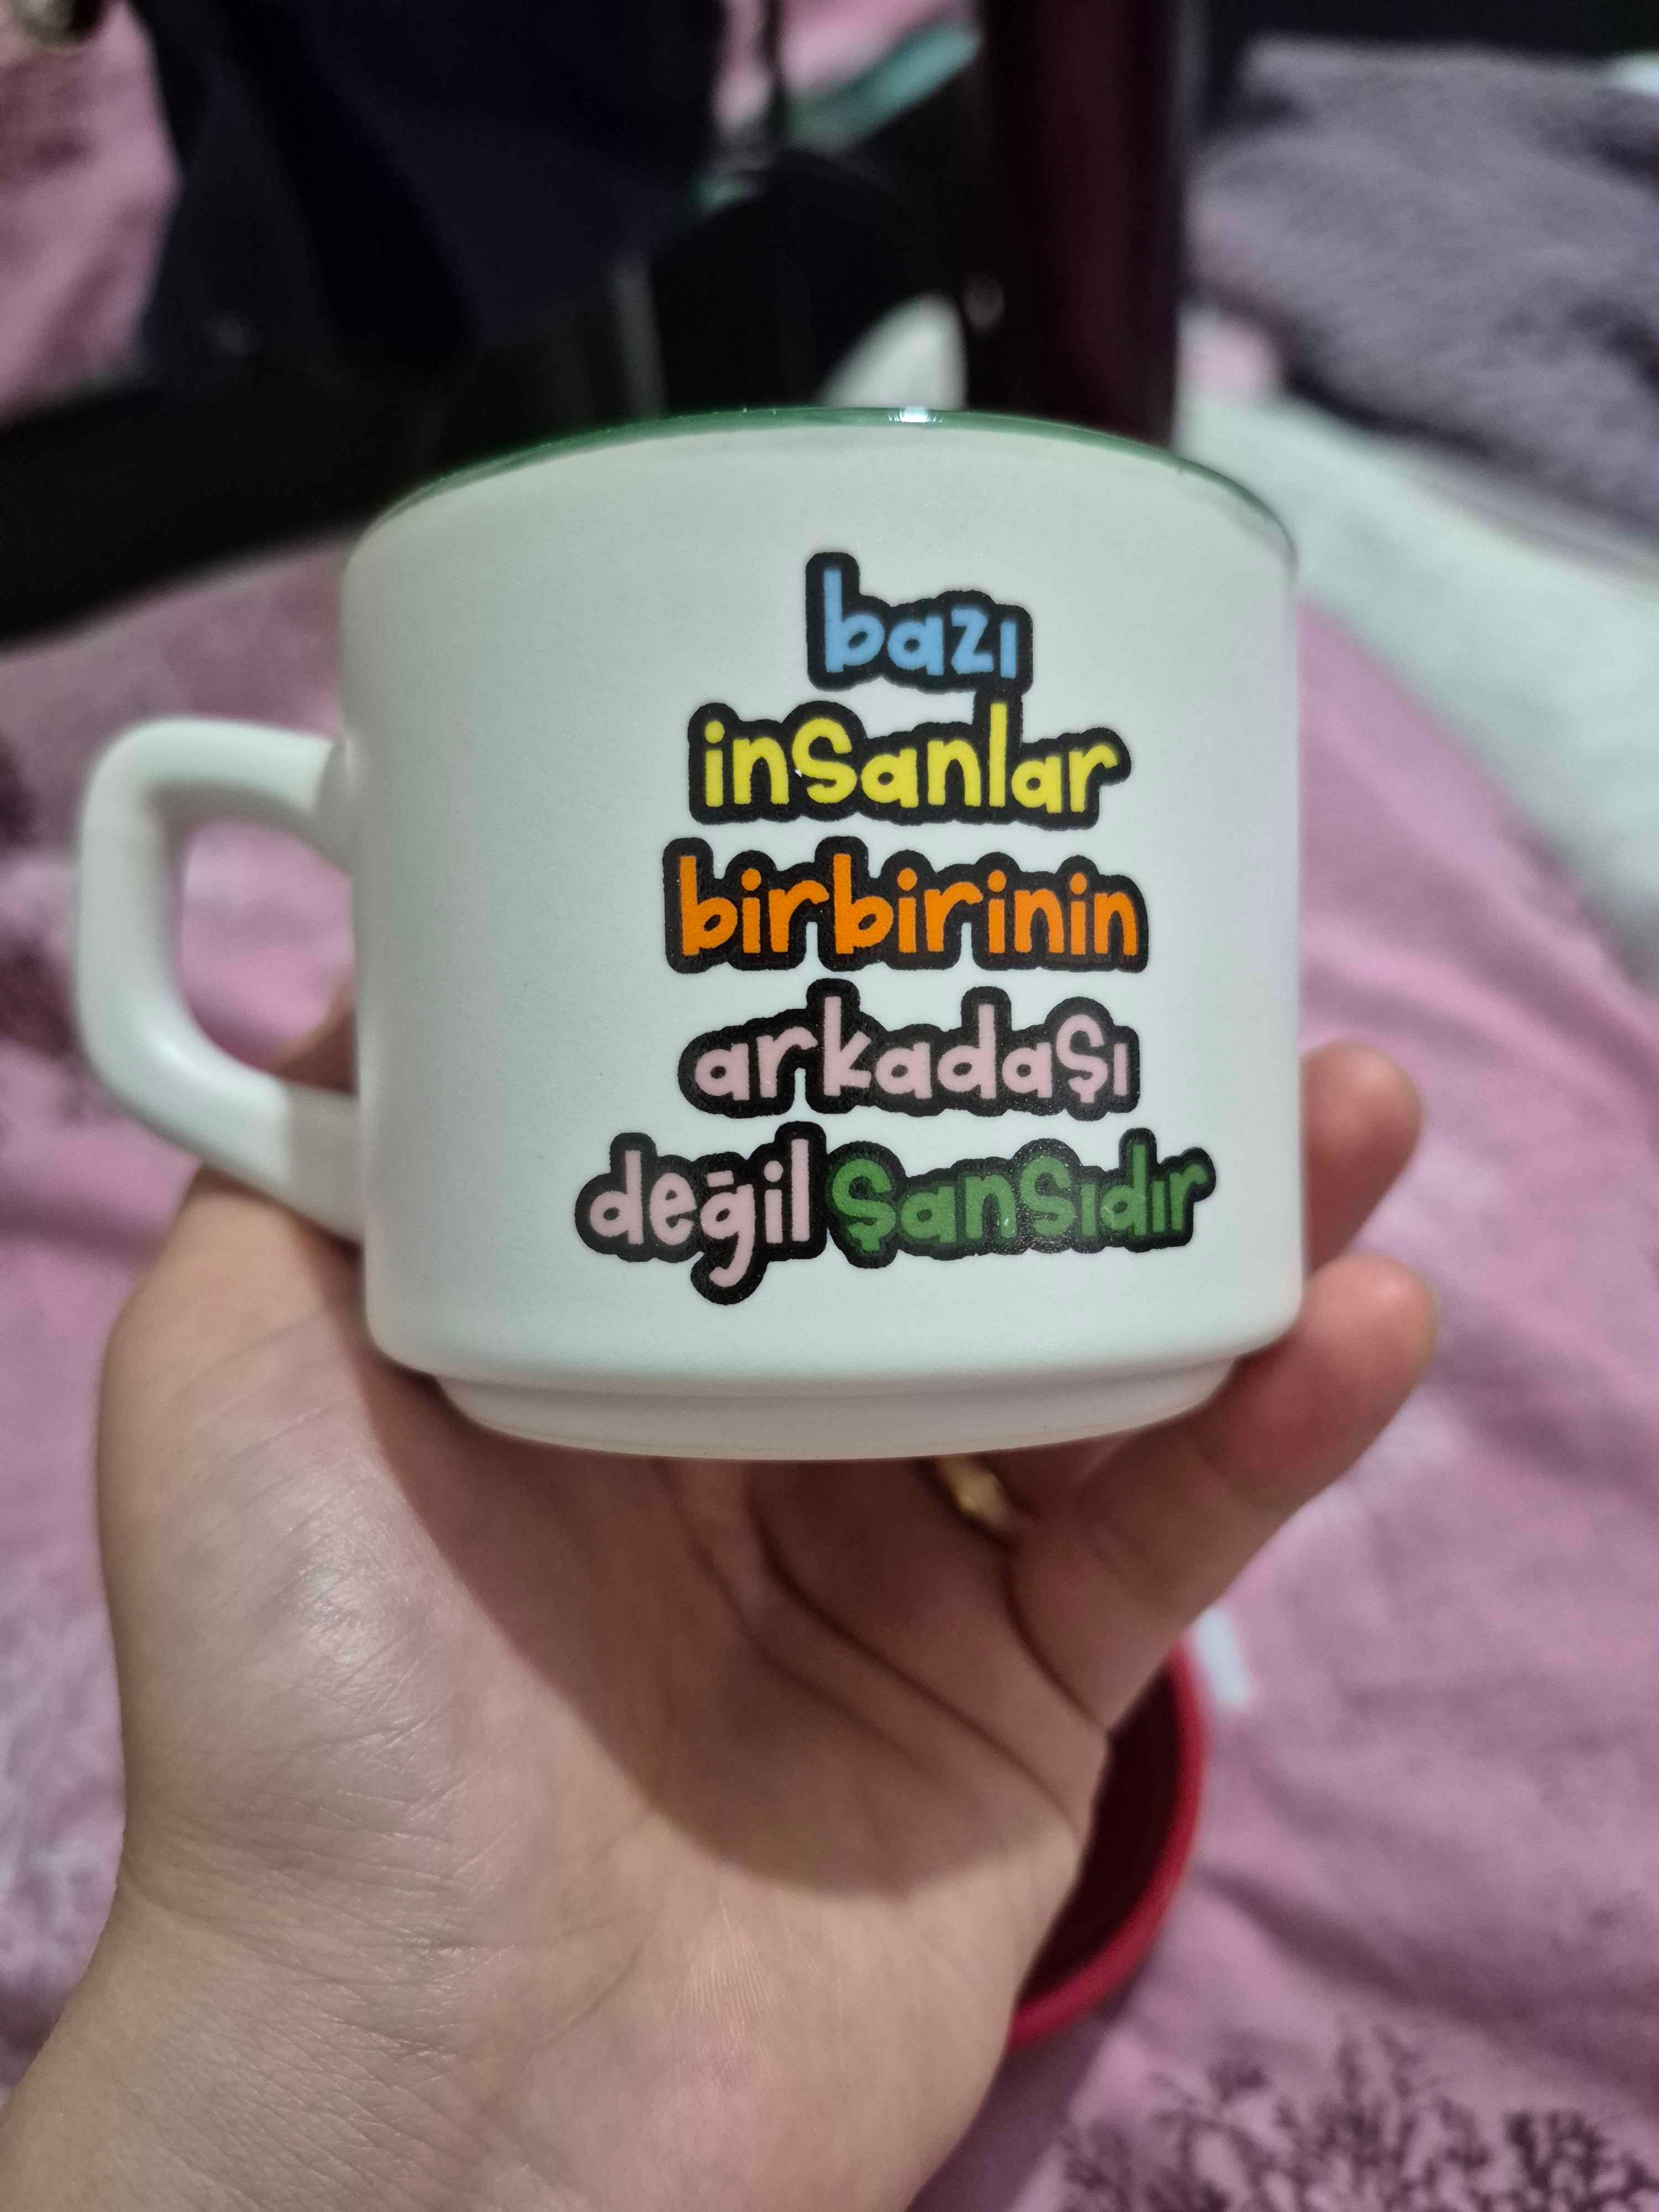 bazı
insanlar
birbirinin
arkadaşı
değil şansıdır